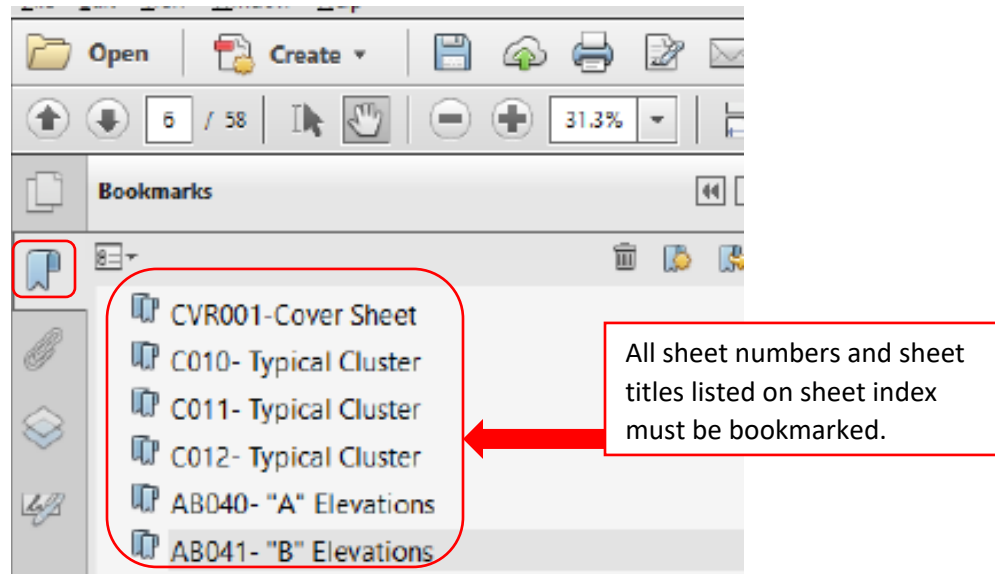 Open Create
6 / 58 31.3%
Bookmarks
CVR001-Cover Sheet
C010- Typical Cluster
C011- Typical Cluster
C012- Typical Cluster
AB040- "A" Elevations
AB041- "B" Elevations
All sheet numbers and sheet
titles listed on sheet index
must be bookmarked.